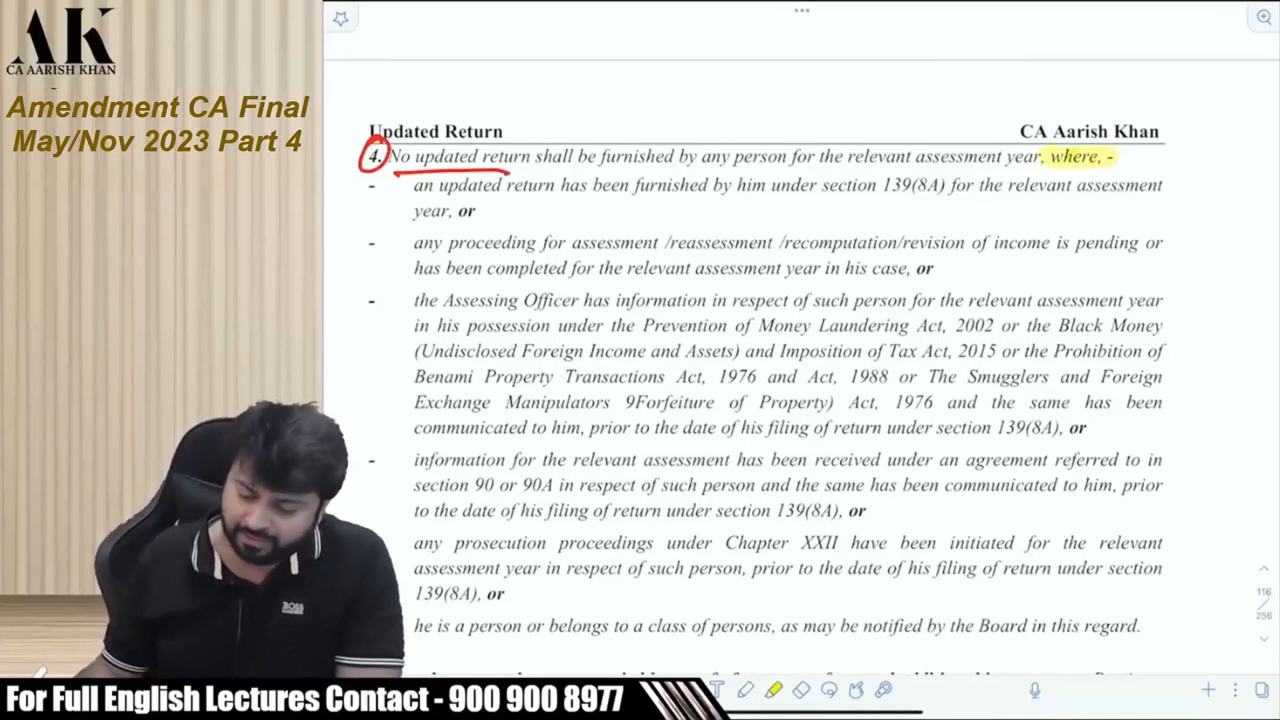 AK
CA AARISH KHAN
Amendment CA Final
May/Nov 2023 Part 4
Updated Return CA Aarish Khan
4. No updated return shall be furnished by any person for the relevant assessment year, where, -
- an updated return has been furnished by him under section 139(8A) for the relevant assessment
year, or
- any proceeding for assessment /reassessment /recomputation/revision of income is pending or
has been completed for the relevant assessment year in his case, or
- the Assessing Officer has information in respect of such person for the relevant assessment year
in his possession under the Prevention of Money Laundering Act, 2002 or the Black Money
(Undisclosed Foreign Income and Assets) and Imposition of Tax Act, 2015 or the Prohibition of
Benami Property Transactions Act, 1976 and Act, 1988 or The Smugglers and Foreign
Exchange Manipulators 9Forfeiture of Property) Act, 1976 and the same has been
communicated to him, prior to the date of his filing of return under section 139(8A), or
- information for the relevant assessment has been received under an agreement referred to in
section 90 or 90A in respect of such person and the same has been communicated to him, prior
to the date of his filing of return under section 139(8A), or
any prosecution proceedings under Chapter XXII have been initiated for the relevant
assessment year in respect of such person, prior to the date of his filing of return under section
139(8A), or
he is a person or belongs to a class of persons, as may be notified by the Board in this regard.
116
256
BOSS
For Full English Lectures Contact - 900 900 8977